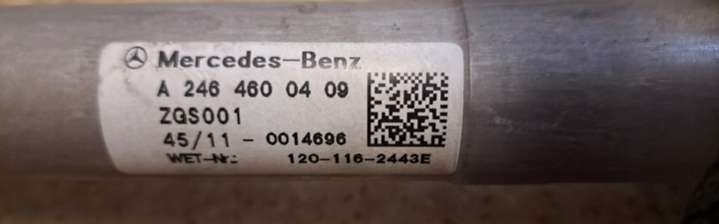 Mercedes-Benz
A 246 460 04 09
ZGS001
45/11 - 0014696
WET-Nr.: 120-116-2443E